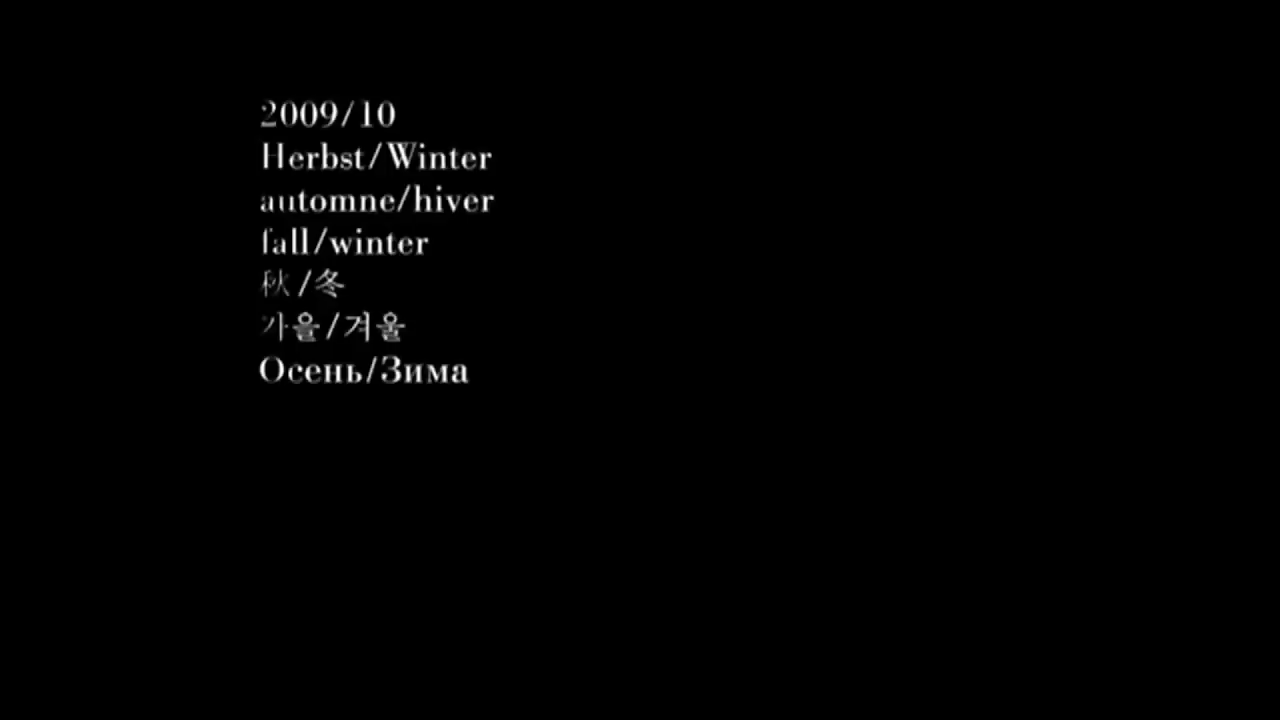 2009/10
Herbst/Winter
automne/hiver
fall/winter
秋/冬
가을/겨울
Осень/Зима